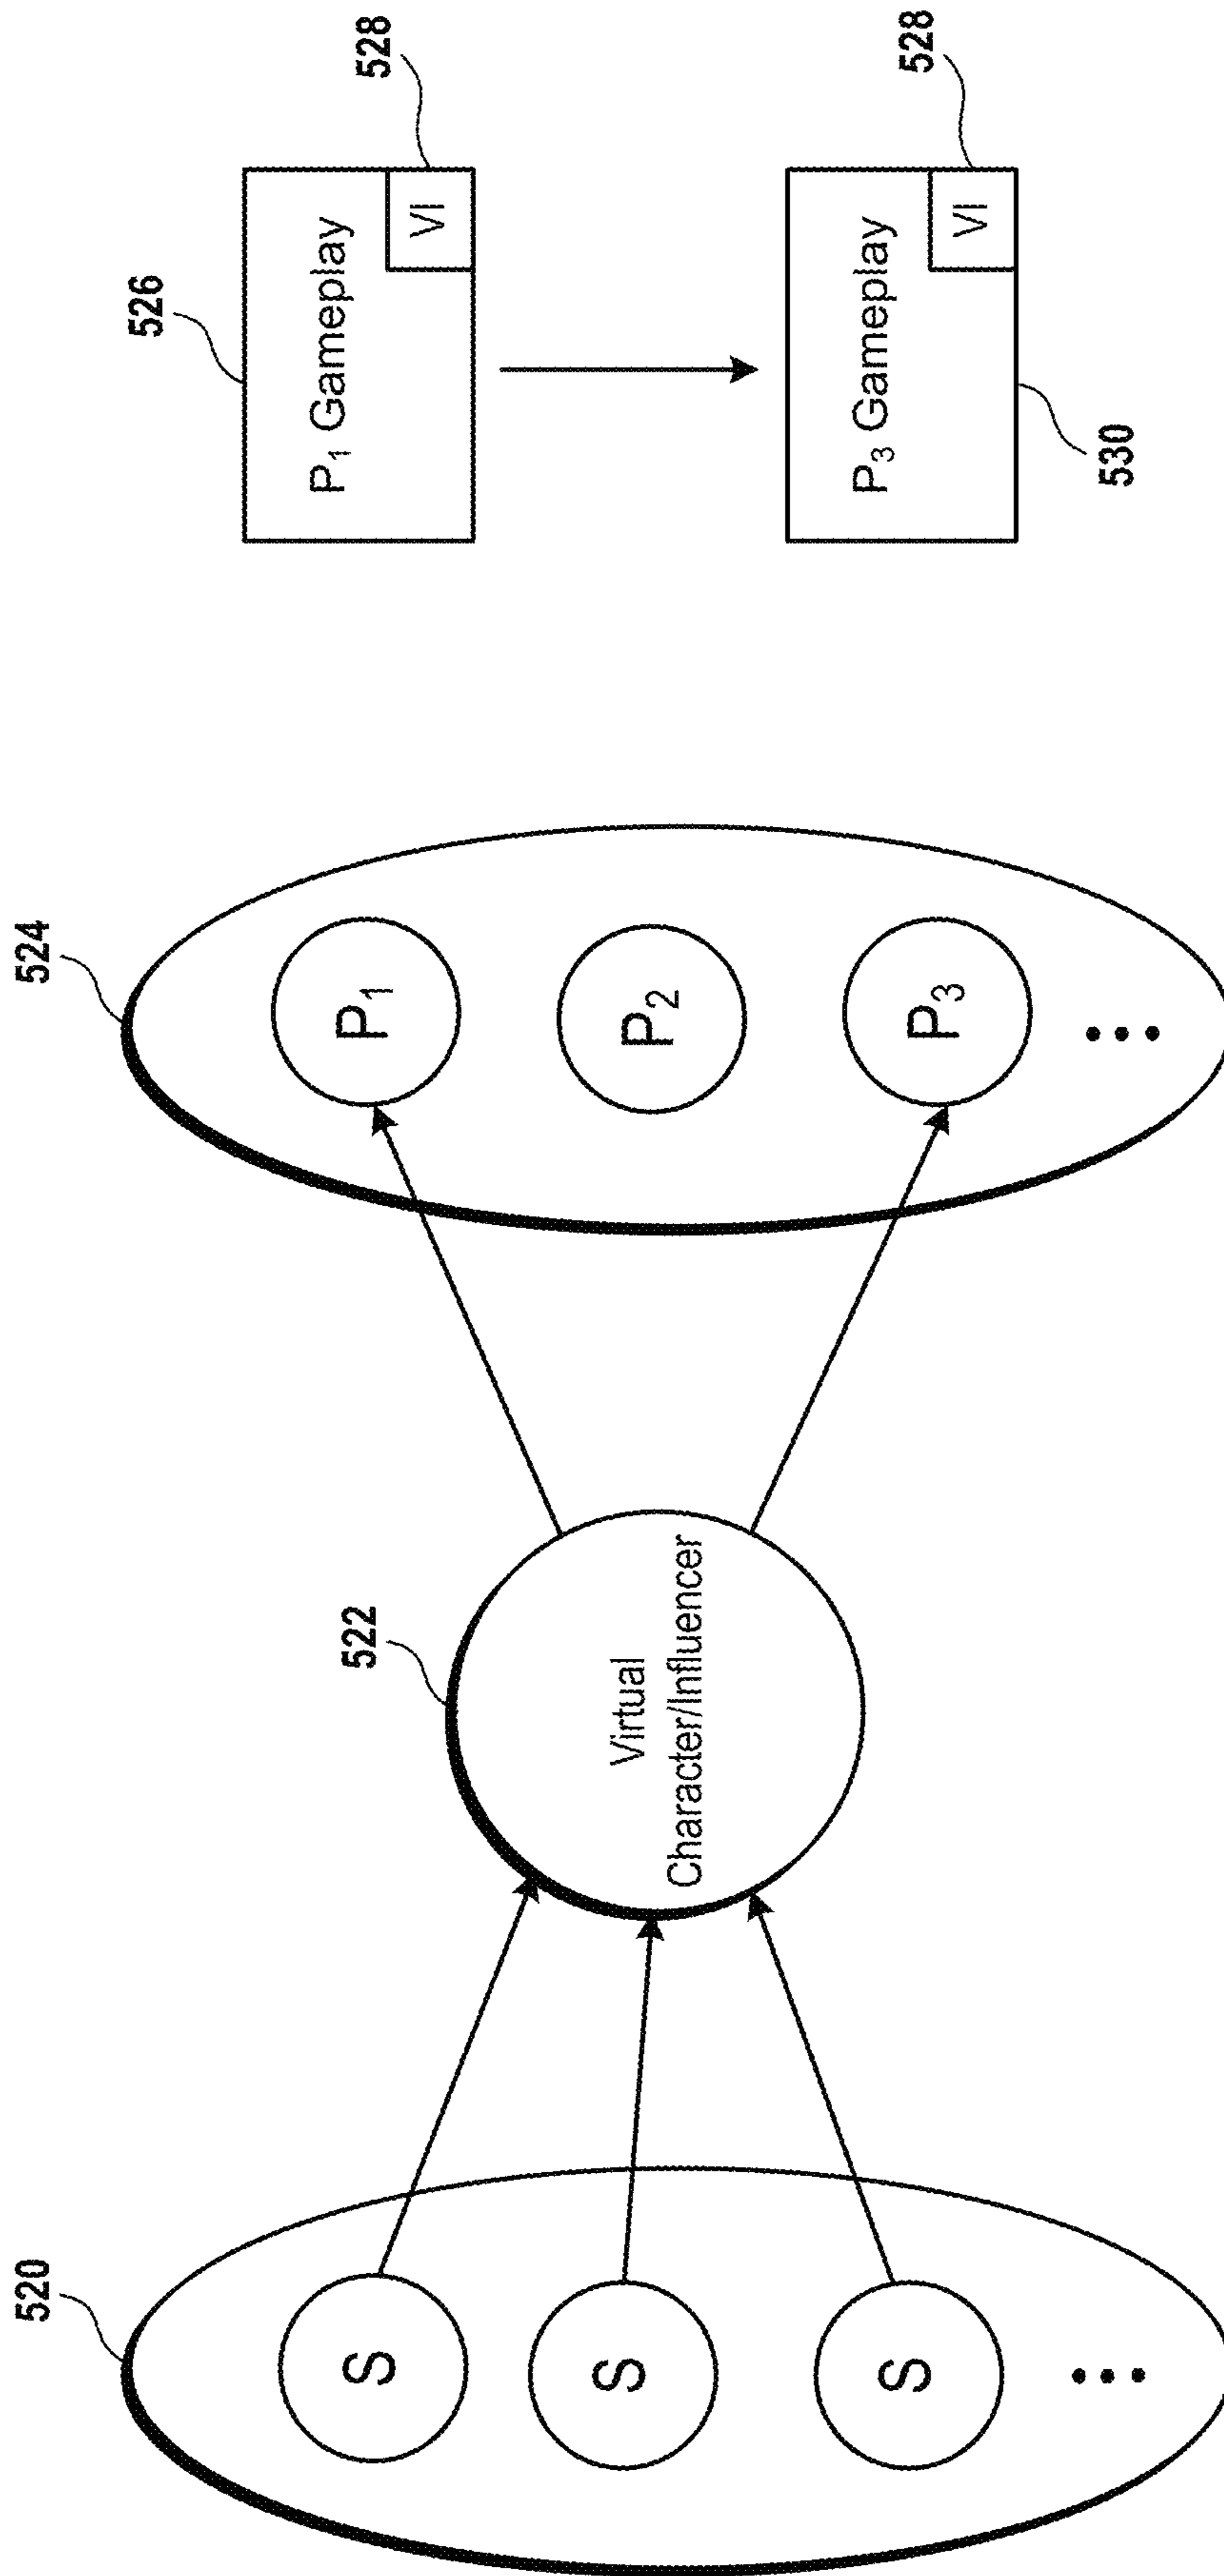 520
S
S
S
522
Virtual
Character/Influencer
524
P₁
P₂
P₃
526
P₁ Gameplay
VI
528
P₃ Gameplay
VI
528
530